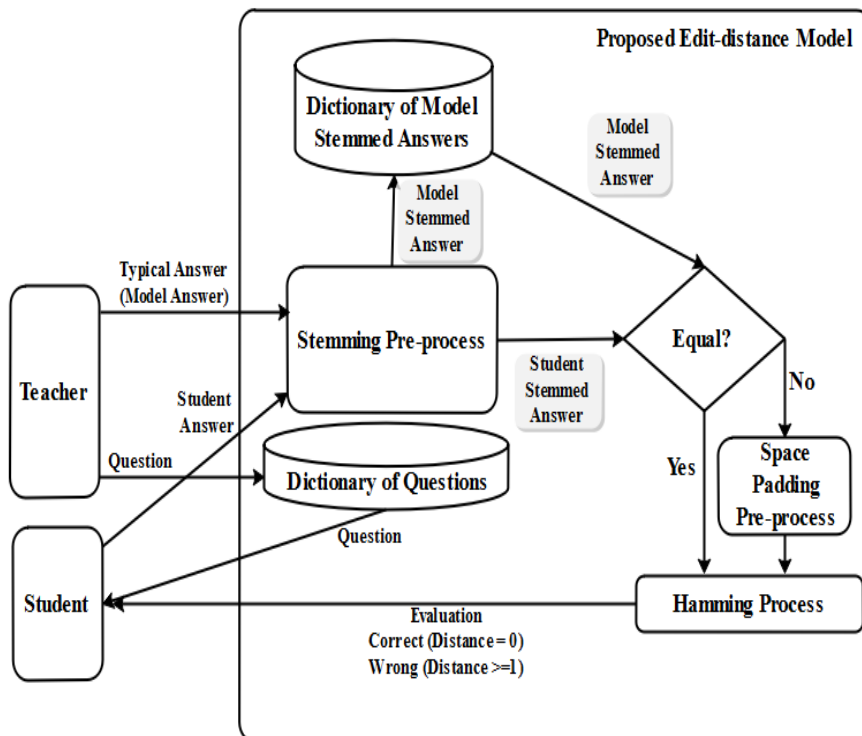 Proposed Edit-distance Model
Dictionary of Model
Stemmed Answers
Model
Stemmed
Answer
Model
Stemmed
Answer
Typical Answer
(Model Answer)
Stemming Pre-process
Equal?
Teacher
Student
Answer
Student
Stemmed
Answer
No
Question
Dictionary of Questions
Yes
Space
Padding
Pre-process
Question
Student
Hamming Process
Evaluation
Correct (Distance = 0)
Wrong (Distance >=1)